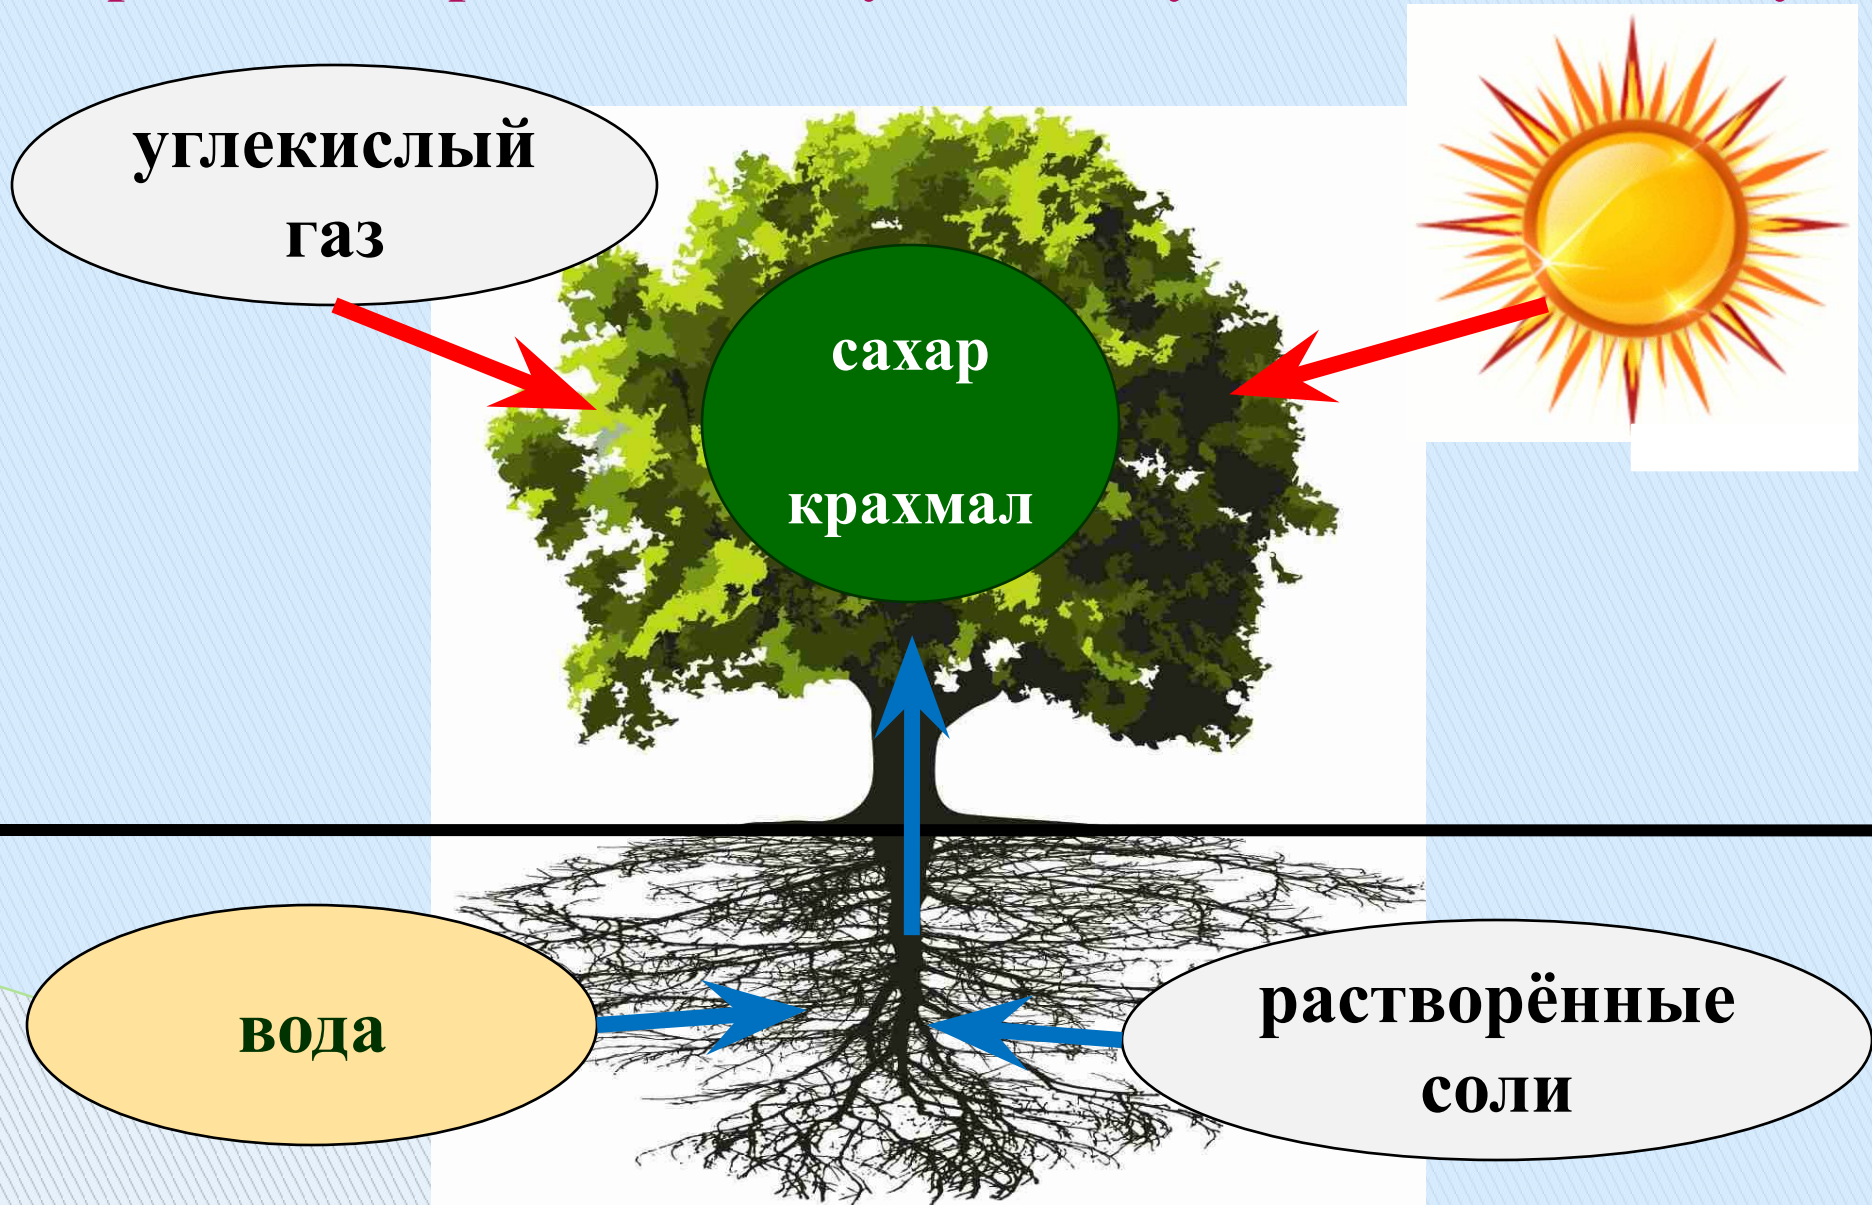 углекислый
газ
сахар
крахмал
вода
растворённые
соли